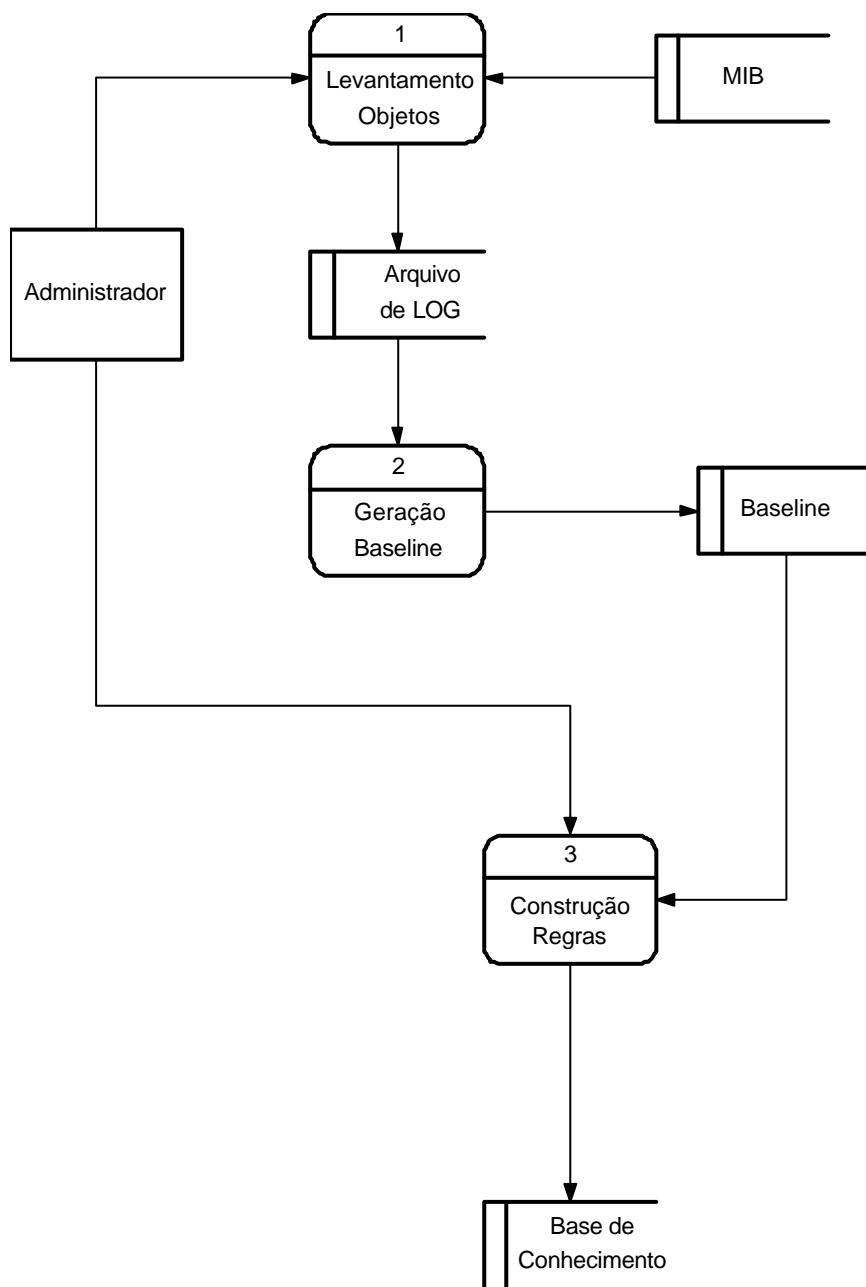 1
Levantamento
Objetos
MIB
Administrador
Arquivo
de LOG
2
Geração
Baseline
Baseline
3
Construção
Regras
Base de
Conhecimento